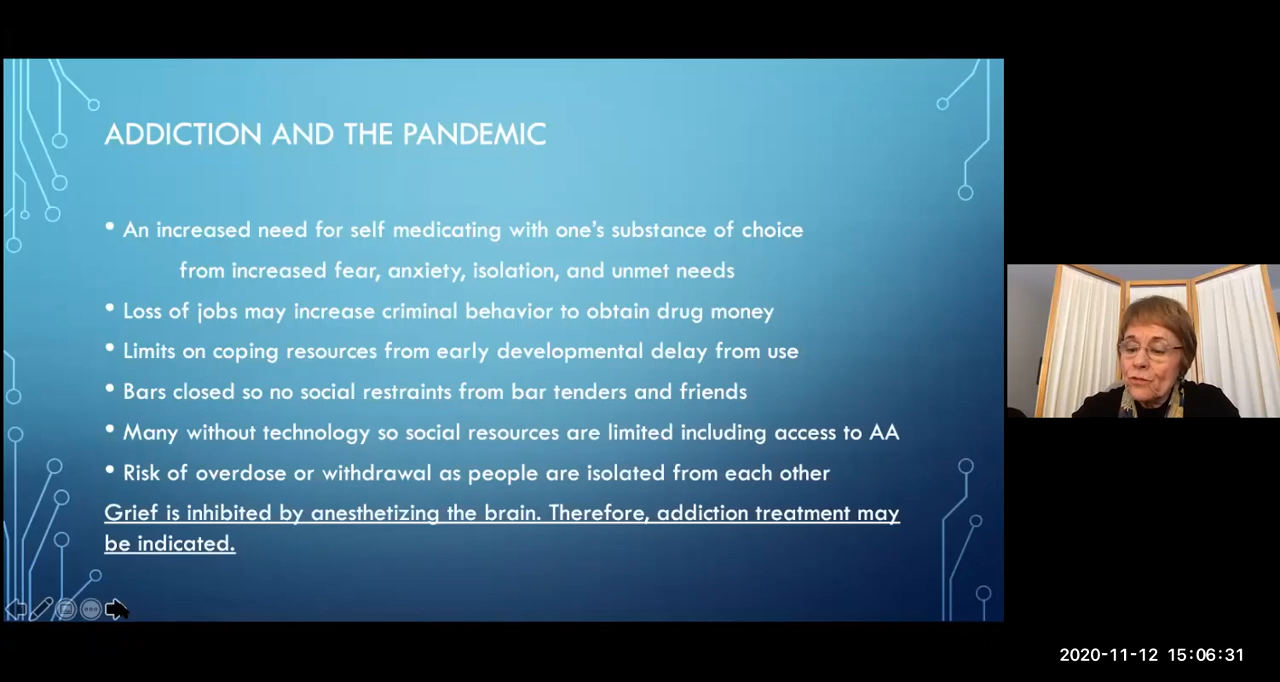 ADDICTION AND THE PANDEMIC
• An increased need for self medicating with one's substance of choice
from increased fear, anxiety, isolation, and unmet needs
• Loss of jobs may increase criminal behavior to obtain drug money
• Limits on coping resources from early developmental delay from use
• Bars closed so no social restraints from bar tenders and friends
• Many without technology so social resources are limited including access to AA
• Risk of overdose or withdrawal as people are isolated from each other
Grief is inhibited by anesthetizing the brain. Therefore, addiction treatment may
be indicated.
2020-11-12 15:06:31